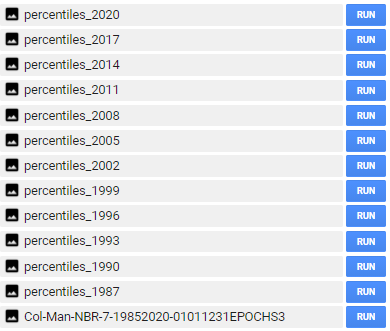 percentiles_2020 RUN
percentiles_2017 RUN
percentiles_2014 RUN
percentiles_2011 RUN
percentiles_2008 RUN
percentiles_2005 RUN
percentiles_2002 RUN
percentiles_1999 RUN
percentiles_1996 RUN
percentiles_1993 RUN
percentiles_1990 RUN
percentiles_1987 RUN
Col-Man-NBR-7-19852020-01011231EPOCHS3 RUN